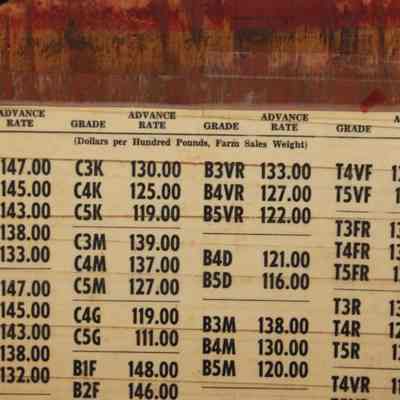 ADVANCE ADVANCE ADVANCE
RATE GRADE RATE GRADE RATE GRADE
(Dollars per Hundred Pounds, Farm Sales Weight)
147.00 C3K 130.00 B3VR 133.00 T4VF
145.00 C4K 125.00 B4VR 127.00 T5VF
143.00 C5K 119.00 B5VR 122.00
138.00 T3FR
133.00 C3M 139.00 T4FR
C4M 137.00 B4D 121.00 T5FR
147.00 C5M 127.00 B5D 116.00
145.00 C4G 119.00 T3R
143.00 C5G 111.00 B3M 138.00 T4R
138.00 B4M 130.00 T5R
132.00 B1F 148.00 B5M 120.00
B2F 146.00 T4VR